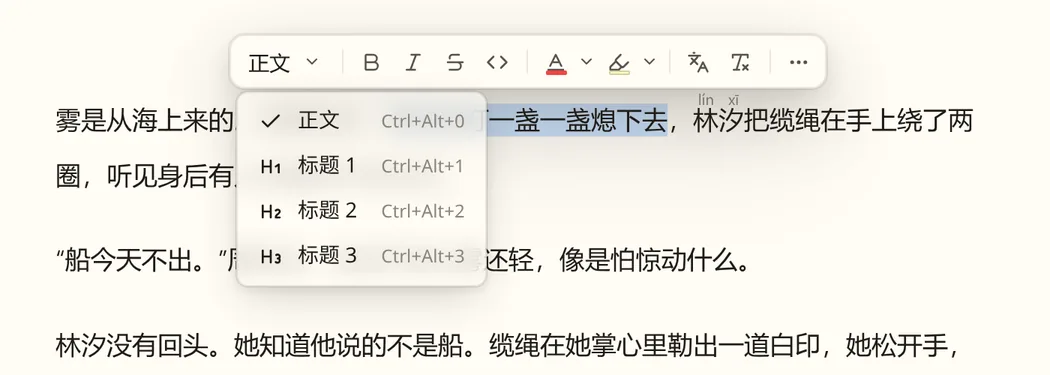 正文 B I S <> A ...
lín xī
雾是从海上来的 一盏一盏熄下去，林汐把缆绳在手上绕了两
圈，听见身后有
正文 Ctrl+Alt+0
H1 标题 1 Ctrl+Alt+1
H2 标题 2 Ctrl+Alt+2
H3 标题 3 Ctrl+Alt+3
“船今天不出。” 还轻，像是怕惊动什么。
林汐没有回头。她知道他说的不是船。缆绳在她掌心里勒出一道白印，她松开手，